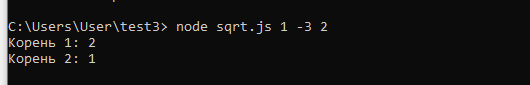 C:\Users\User\test3> node sqrt.js 1 -3 2
Корень 1: 2
Корень 2: 1